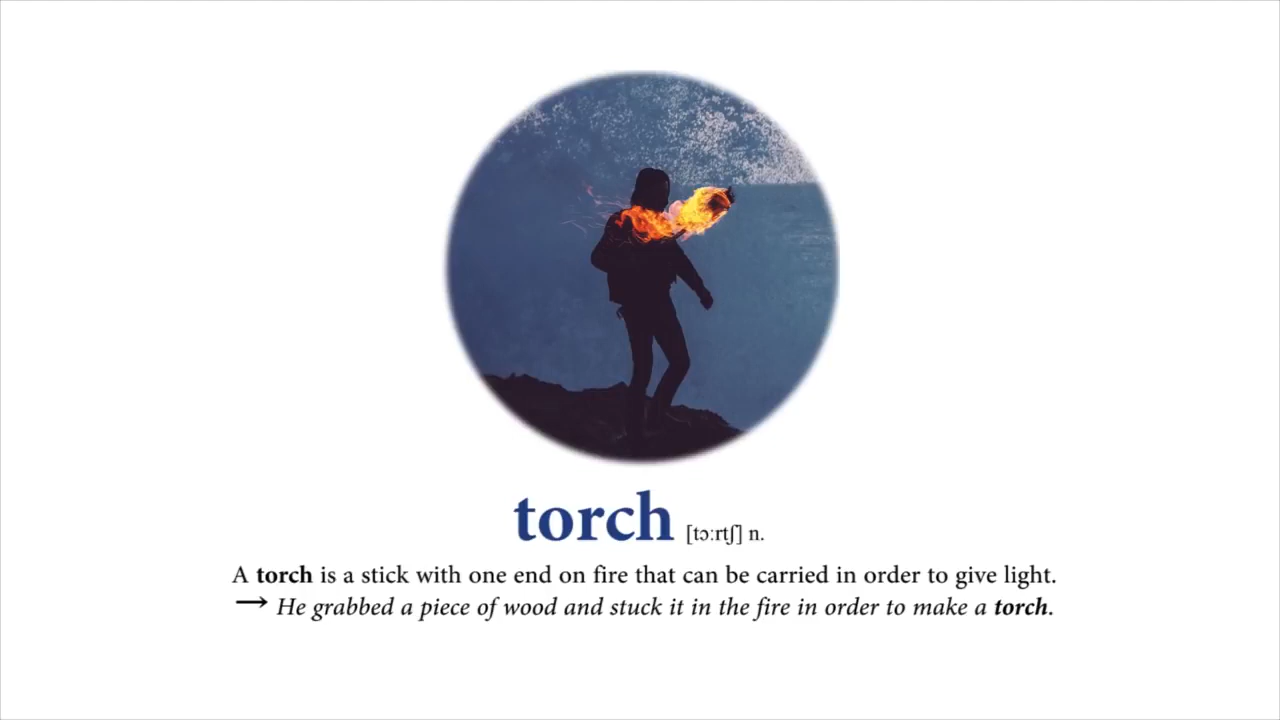 torch [tɔːrtʃ] n.
A torch is a stick with one end on fire that can be carried in order to give light.
→ He grabbed a piece of wood and stuck it in the fire in order to make a torch.